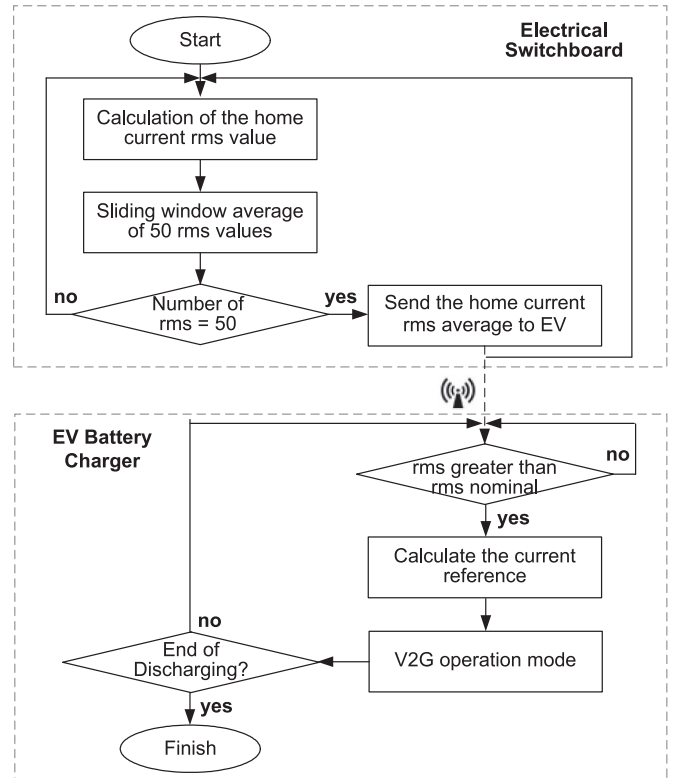 Start
Electrical
Switchboard
Calculation of the home
current rms value
Sliding window average
of 50 rms values
no
Number of
rms = 50
yes
Send the home current
rms average to EV
EV Battery
Charger
rms greater than
rms nominal
no
yes
Calculate the current
reference
V2G operation mode
no
End of
Discharging?
yes
Finish